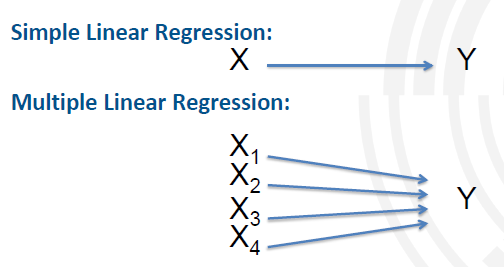 Simple Linear Regression:
X Y
Multiple Linear Regression:
X1
X2
X3 Y
X4